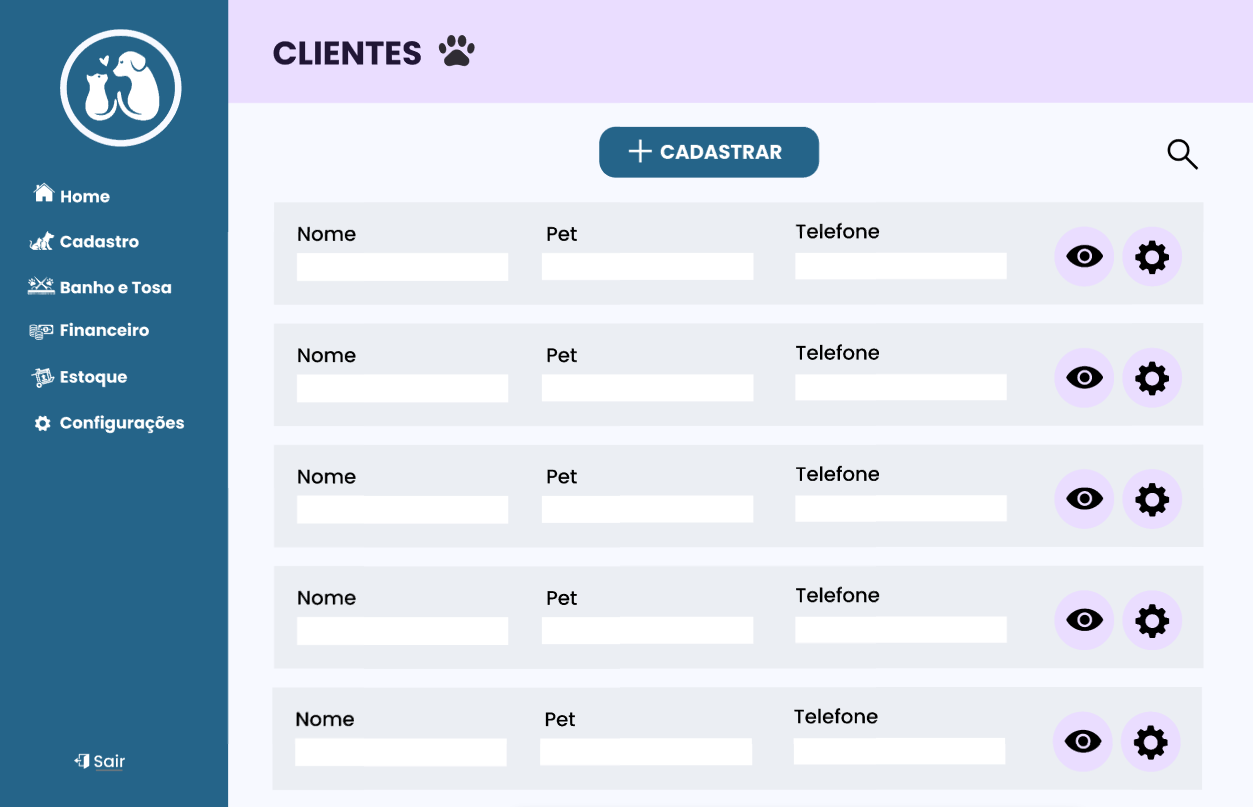 CLIENTES
CADASTRAR
Home
Cadastro
Banho e Tosa
Financeiro
Estoque
Configurações
Sair
Nome Pet Telefone
Nome Pet Telefone
Nome Pet Telefone
Nome Pet Telefone
Nome Pet Telefone